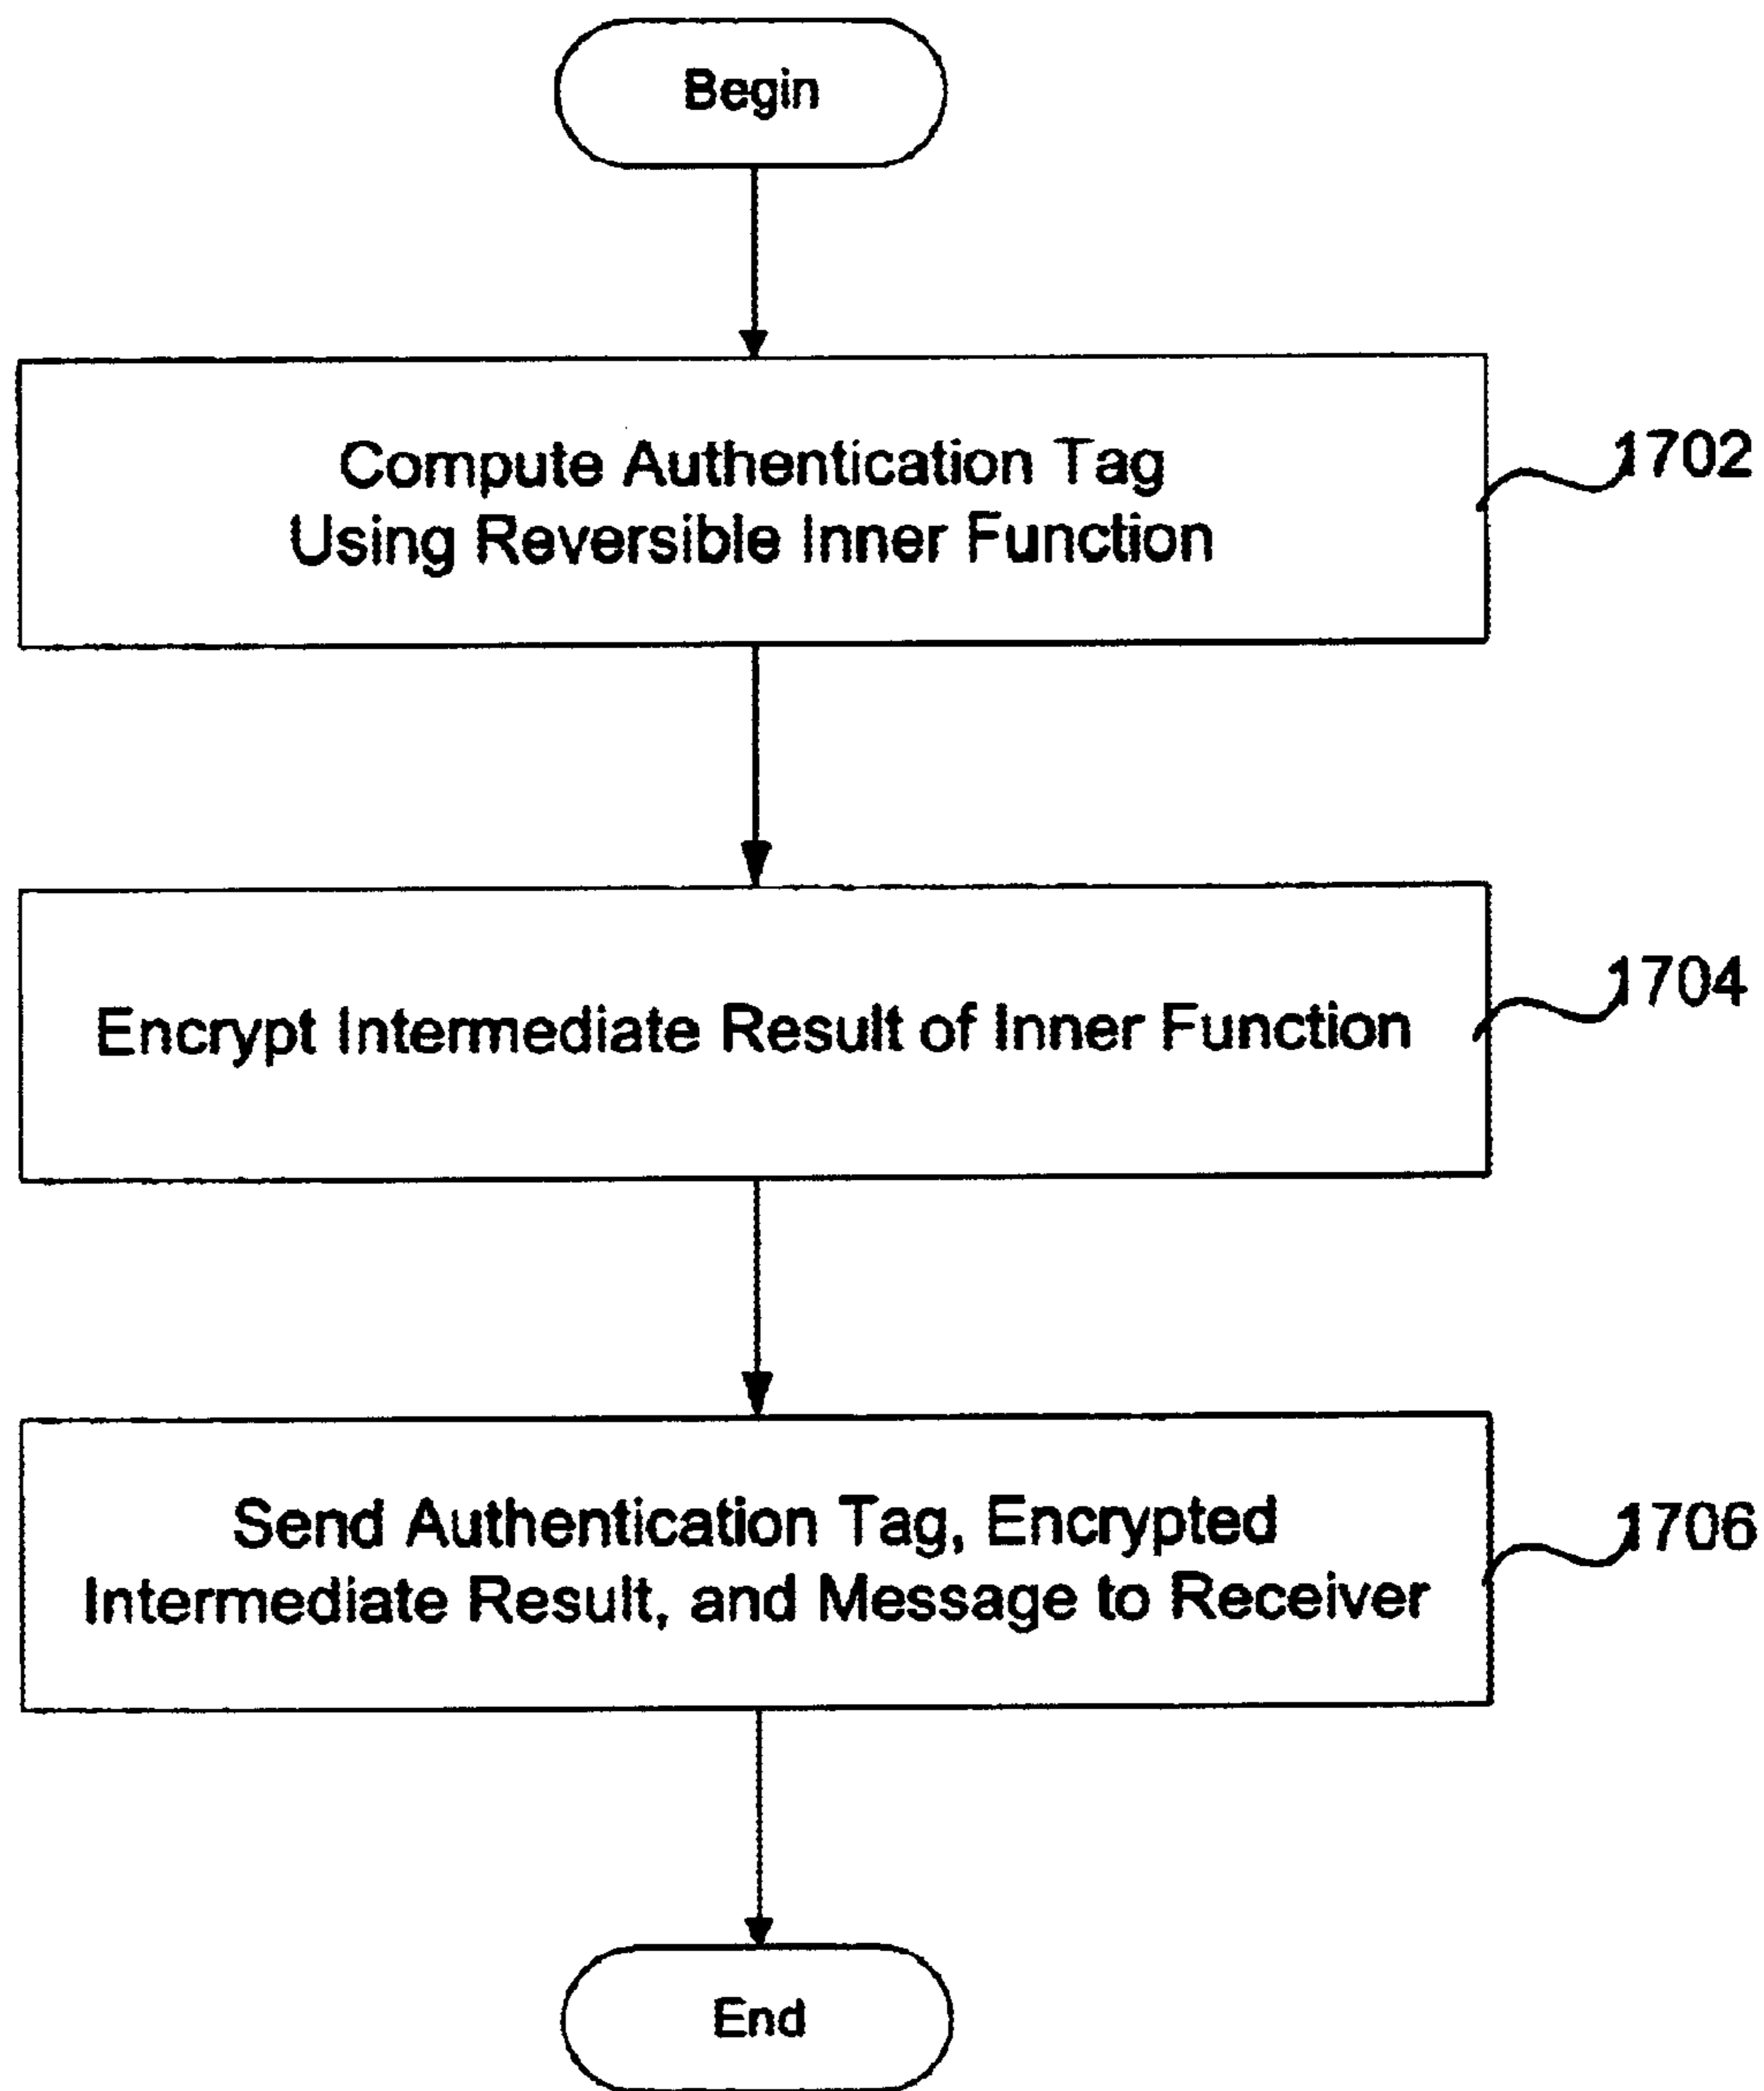 Begin
Compute Authentication Tag
Using Reversible Inner Function
1702
Encrypt Intermediate Result of Inner Function
1704
Send Authentication Tag, Encrypted
Intermediate Result, and Message to Receiver
1706
End